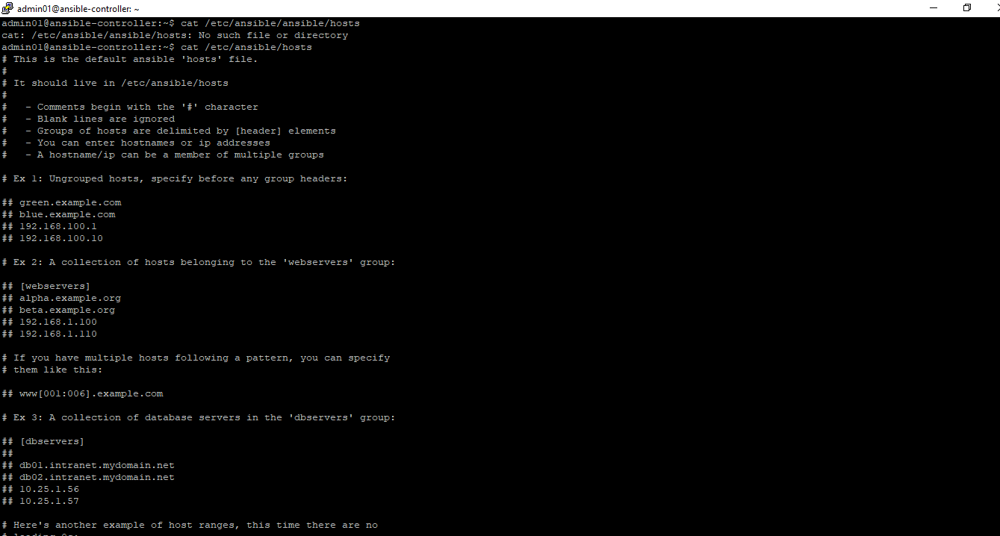 admin01@ansible-controller: ~
admin01@ansible-controller:~$ cat /etc/ansible/ansible/hosts
cat: /etc/ansible/ansible/hosts: No such file or directory
admin01@ansible-controller:~$ cat /etc/ansible/hosts
# This is the default ansible 'hosts' file.
#
# It should live in /etc/ansible/hosts
#
#   - Comments begin with the '#' character
#   - Blank lines are ignored
#   - Groups of hosts are delimited by [header] elements
#   - You can enter hostnames or ip addresses
#   - A hostname/ip can be a member of multiple groups
# Ex 1: Ungrouped hosts, specify before any group headers:
## green.example.com
## blue.example.com
## 192.168.100.1
## 192.168.100.10
# Ex 2: A collection of hosts belonging to the 'webservers' group:
## [webservers]
## alpha.example.org
## beta.example.org
## 192.168.1.100
## 192.168.1.110
# If you have multiple hosts following a pattern, you can specify
# them like this:
## www[001:006].example.com
# Ex 3: A collection of database servers in the 'dbservers' group:
## [dbservers]
##
## db01.intranet.mydomain.net
## db02.intranet.mydomain.net
## 10.25.1.56
## 10.25.1.57
# Here's another example of host ranges, this time there are no
# leading 0s: